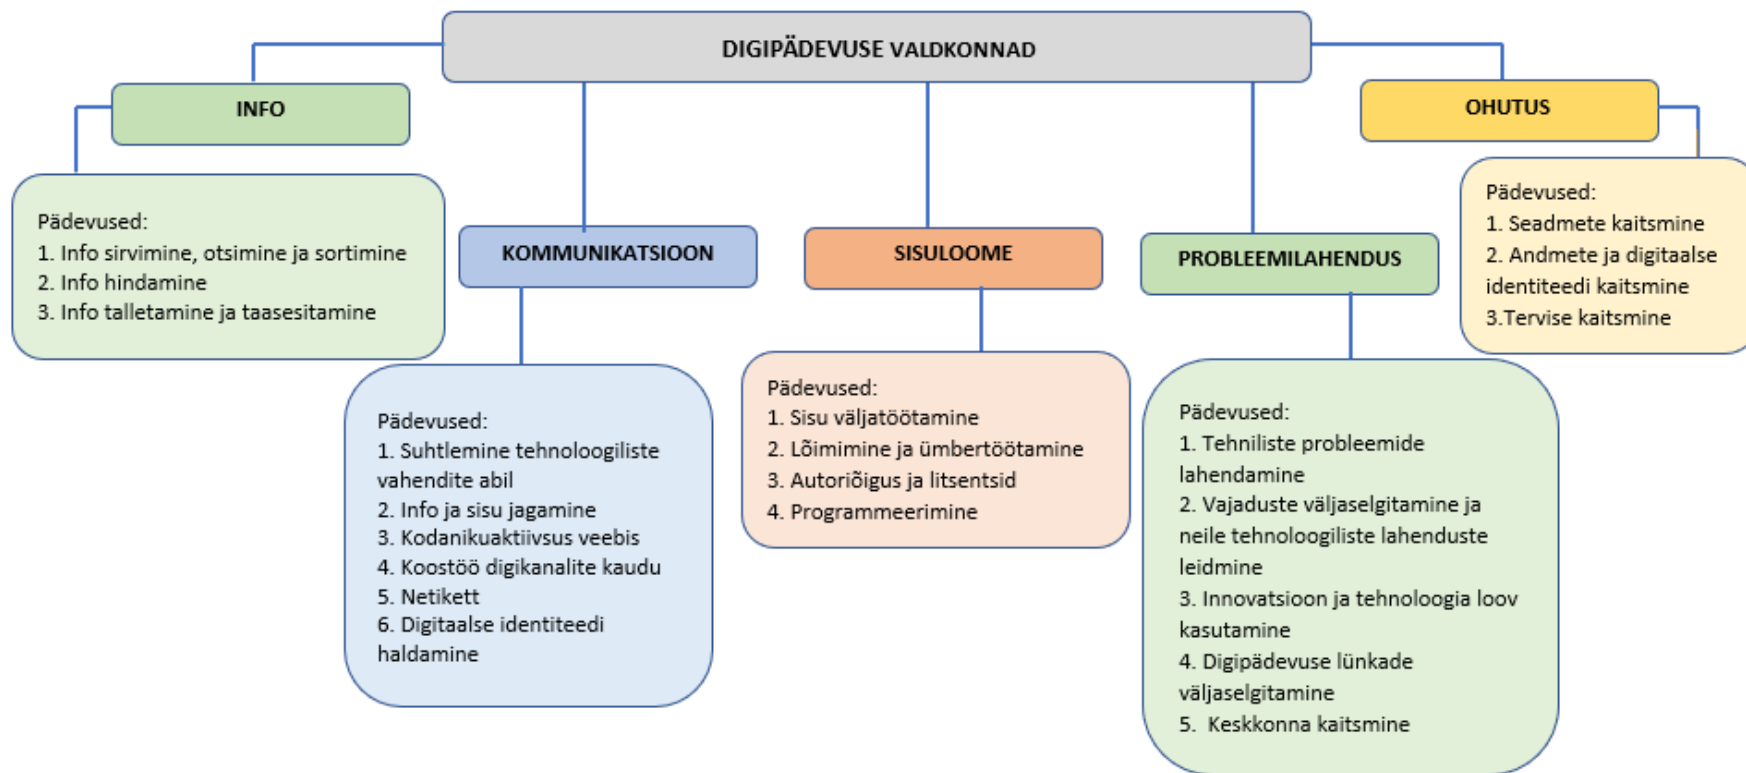 DIGIPÄDEVUSE VALDKONNAD
INFO
Pädevused:
1. Info sirvimine, otsimine ja sortimine
2. Info hindamine
3. Info talletamine ja taasesitamine
KOMMUNIKATSIOON
Pädevused:
1. Suhtlemine tehnoloogiliste
vahendite abil
2. Info ja sisu jagamine
3. Kodanikuaktiivsus veebis
4. Koostöö digikanalite kaudu
5. Netikett
6. Digitaalse identiteedi
haldamine
SISULOOME
Pädevused:
1. Sisu väljatöötamine
2. Lõimimine ja ümbertöötamine
3. Autoriõigus ja litsentsid
4. Programmeerimine
PROBLEEMILAHENDUS
Pädevused:
1. Tehniliste probleemide
lahendamine
2. Vajaduste väljaselgitamine ja
neile tehnoloogiliste lahenduste
leidmine
3. Innovatsioon ja tehnoloogia loov
kasutamine
4. Digipädevuse lünkade
väljaselgitamine
5. Keskkonna kaitsmine
OHUTUS
Pädevused:
1. Seadmete kaitsmine
2. Andmete ja digitaalse
identiteedi kaitsmine
3.Tervise kaitsmine